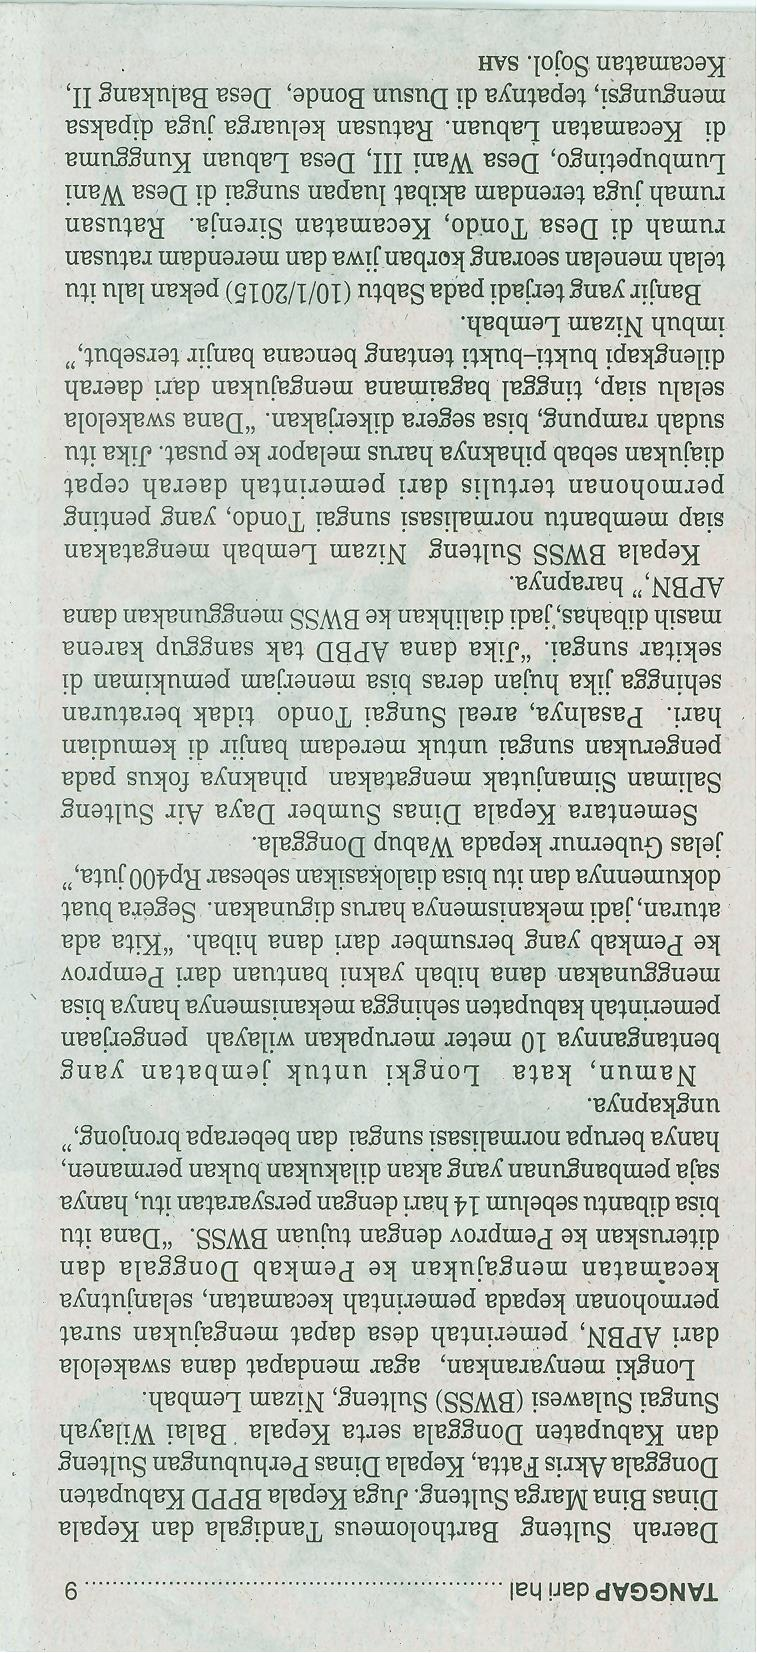 TANGGAP dari hal ........................................................... 9
Daerah Sulteng Bartholomeus Tandigala dan Kepala
Dinas Bina Marga Sulteng. Juga Kepala BPPD Kabupaten
Donggala Akris Fatta, Kepala Dinas Perhubungan Sulteng
dan Kabupaten Donggala serta Kepala Balai Wilayah
Sungai Sulawesi (BWSS) Sulteng, Nizam Lembah.
Longki menyarankan, agar mendapat dana swakelola
dari APBN, pemerintah desa dapat mengajukan surat
permohonan kepada pemerintah kecamatan, selanjutnya
kecamatan mengajukan ke Pemkab Donggala dan
diteruskan ke Pemprov dengan tujuan BWSS. “Dana itu
bisa dibantu sebelum 14 hari dengan persyaratan itu, hanya
saja pembangunan yang akan dilakukan bukan permanen,
hanya berupa normalisasi sungai dan beberapa bronjong,”
ungkapnya.
Namun, kata Longki untuk jembatan yang
bentangannya 10 meter merupakan wilayah pengerjaan
pemerintah kabupaten sehingga mekanismenya hanya bisa
menggunakan dana hibah yakni bantuan dari Pemprov
ke Pemkab yang bersumber dari dana hibah. “Kita ada
aturan, jadi mekanismenya harus digunakan. Segera buat
dokumennya dan itu bisa dialokasikan sebesar Rp400 juta,”
jelas Gubernur kepada Wabup Donggala.
Sementara Kepala Dinas Sumber Daya Air Sulteng
Saliman Simanjutak mengatakan pihaknya fokus pada
pengerukan sungai untuk meredam banjir di kemudian
hari. Pasalnya, areal Sungai Tondo tidak beraturan
sehingga jika hujan deras bisa menerjam pemukiman di
sekitar sungai. “Jika dana APBD tak sanggup karena
masih dibahas, jadi dialihkan ke BWSS menggunakan dana
APBN,” harapnya.
Kepala BWSS Sulteng Nizam Lembah mengatakan
siap membantu normalisasi sungai Tondo, yang penting
permohonan tertulis dari pemerintah daerah cepat
diajukan sebab pihaknya harus melapor ke pusat. Jika itu
sudah rampung, bisa segera dikerjakan. “Dana swakelola
selalu siap, tinggal bagaimana mengajukan dari daerah
dilengkapi bukti–bukti tentang bencana banjir tersebut,”
imbuh Nizam Lembah.
Banjir yang terjadi pada Sabtu (10/1/2015) pekan lalu itu
telah menelan seorang korban jiwa dan merendam ratusan
rumah di Desa Tondo, Kecamatan Sirenja. Ratusan
rumah juga terendam akibat luapan sungai di Desa Wani
Lumbupetingo, Desa Wani III, Desa Labuan Kungguma
di Kecamatan Labuan. Ratusan keluarga juga dipaksa
mengungsi, tepatnya di Dusun Bonde, Desa Balukang II,
Kecamatan Sojol. SAH